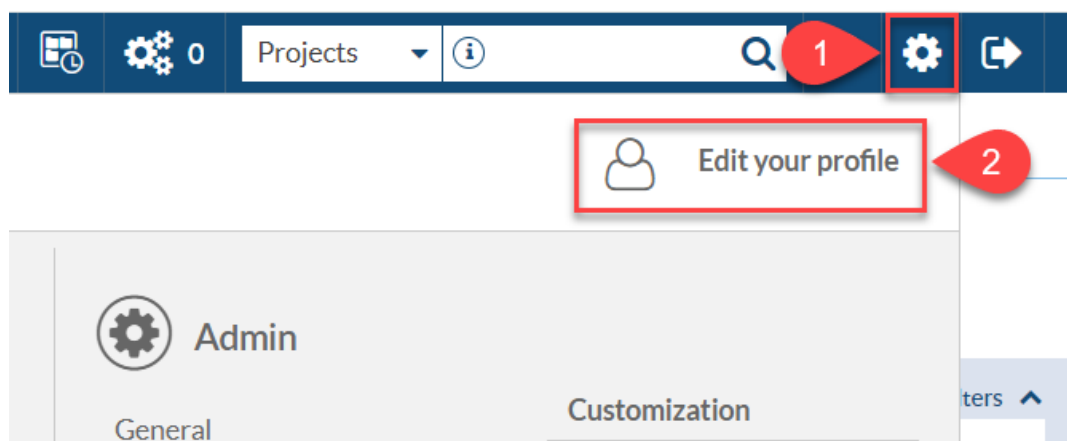 0
Projects
i
1
Edit your profile
2
Admin
ters
Customization
General